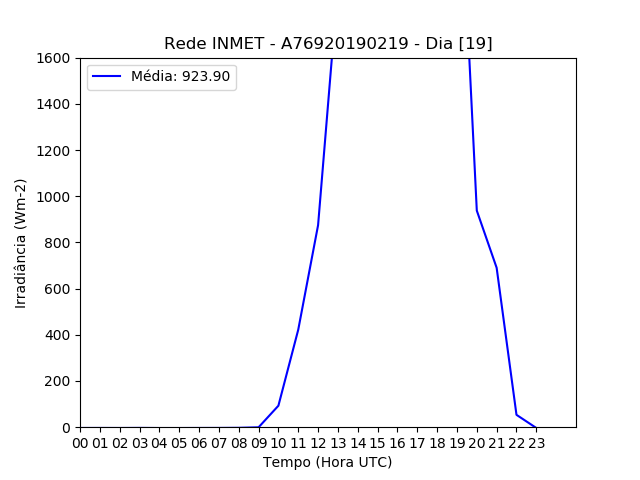 Rede INMET - A76920190219 - Dia [19]
Média: 923.90
1600
1400
1200
1000
800
600
400
200
0
Irradiância (Wm-2)
00 01 02 03 04 05 06 07 08 09 10 11 12 13 14 15 16 17 18 19 20 21 22 23
Tempo (Hora UTC)